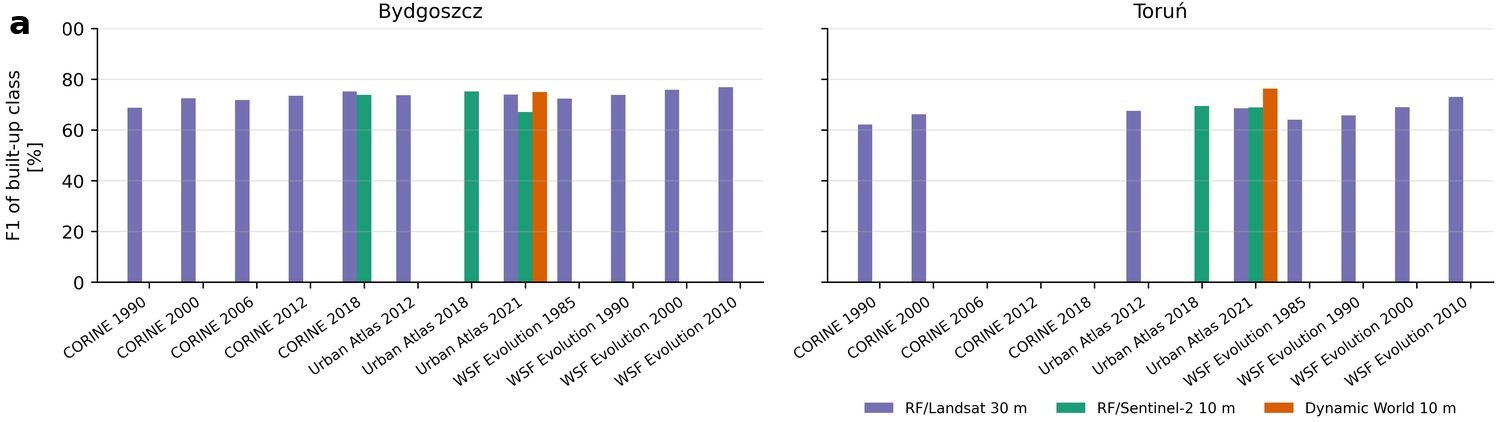 a
Bydgoszcz
Toruń
F1 of built-up class
[%]
00
80
60
40
20
0
CORINE 1990
CORINE 2000
CORINE 2006
CORINE 2012
CORINE 2018
Urban Atlas 2012
Urban Atlas 2018
Urban Atlas 2021
WSF Evolution 1985
WSF Evolution 1990
WSF Evolution 2000
WSF Evolution 2010
CORINE 1990
CORINE 2000
CORINE 2006
CORINE 2012
CORINE 2018
Urban Atlas 2012
Urban Atlas 2018
Urban Atlas 2021
WSF Evolution 1985
WSF Evolution 1990
WSF Evolution 2000
WSF Evolution 2010
RF/Landsat 30 m
RF/Sentinel-2 10 m
Dynamic World 10 m